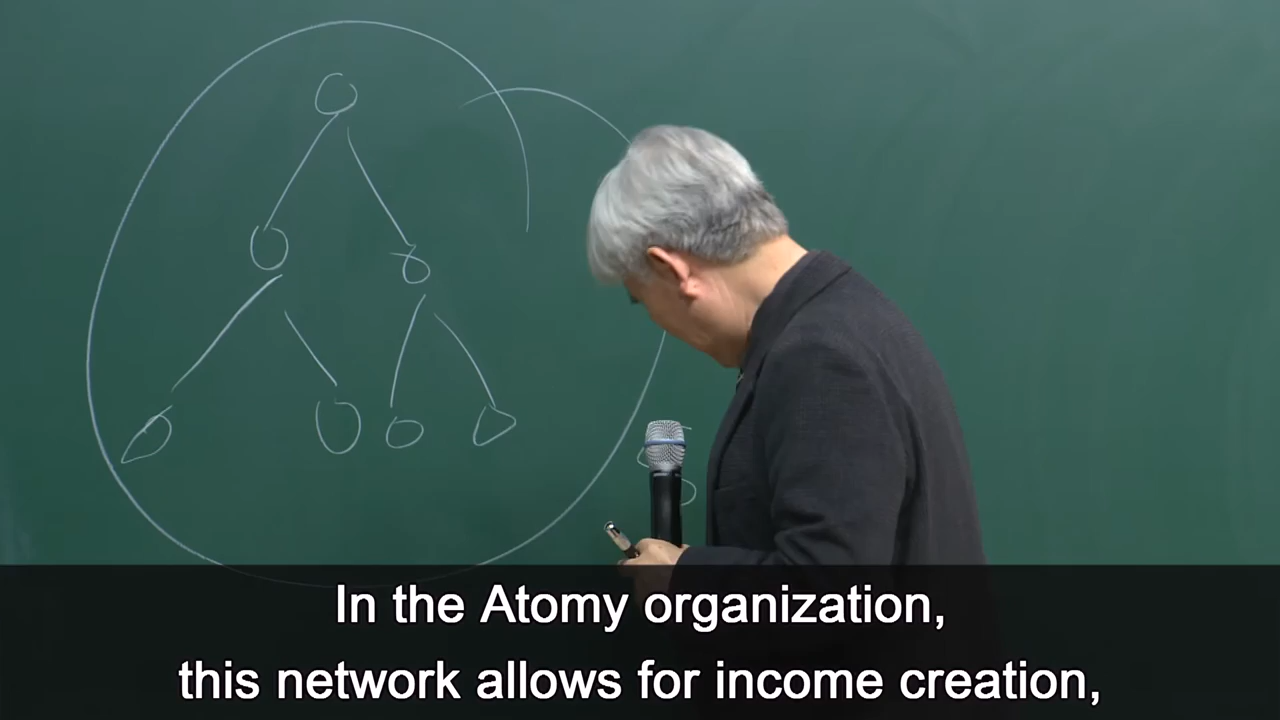 In the Atomy organization,
this network allows for income creation,